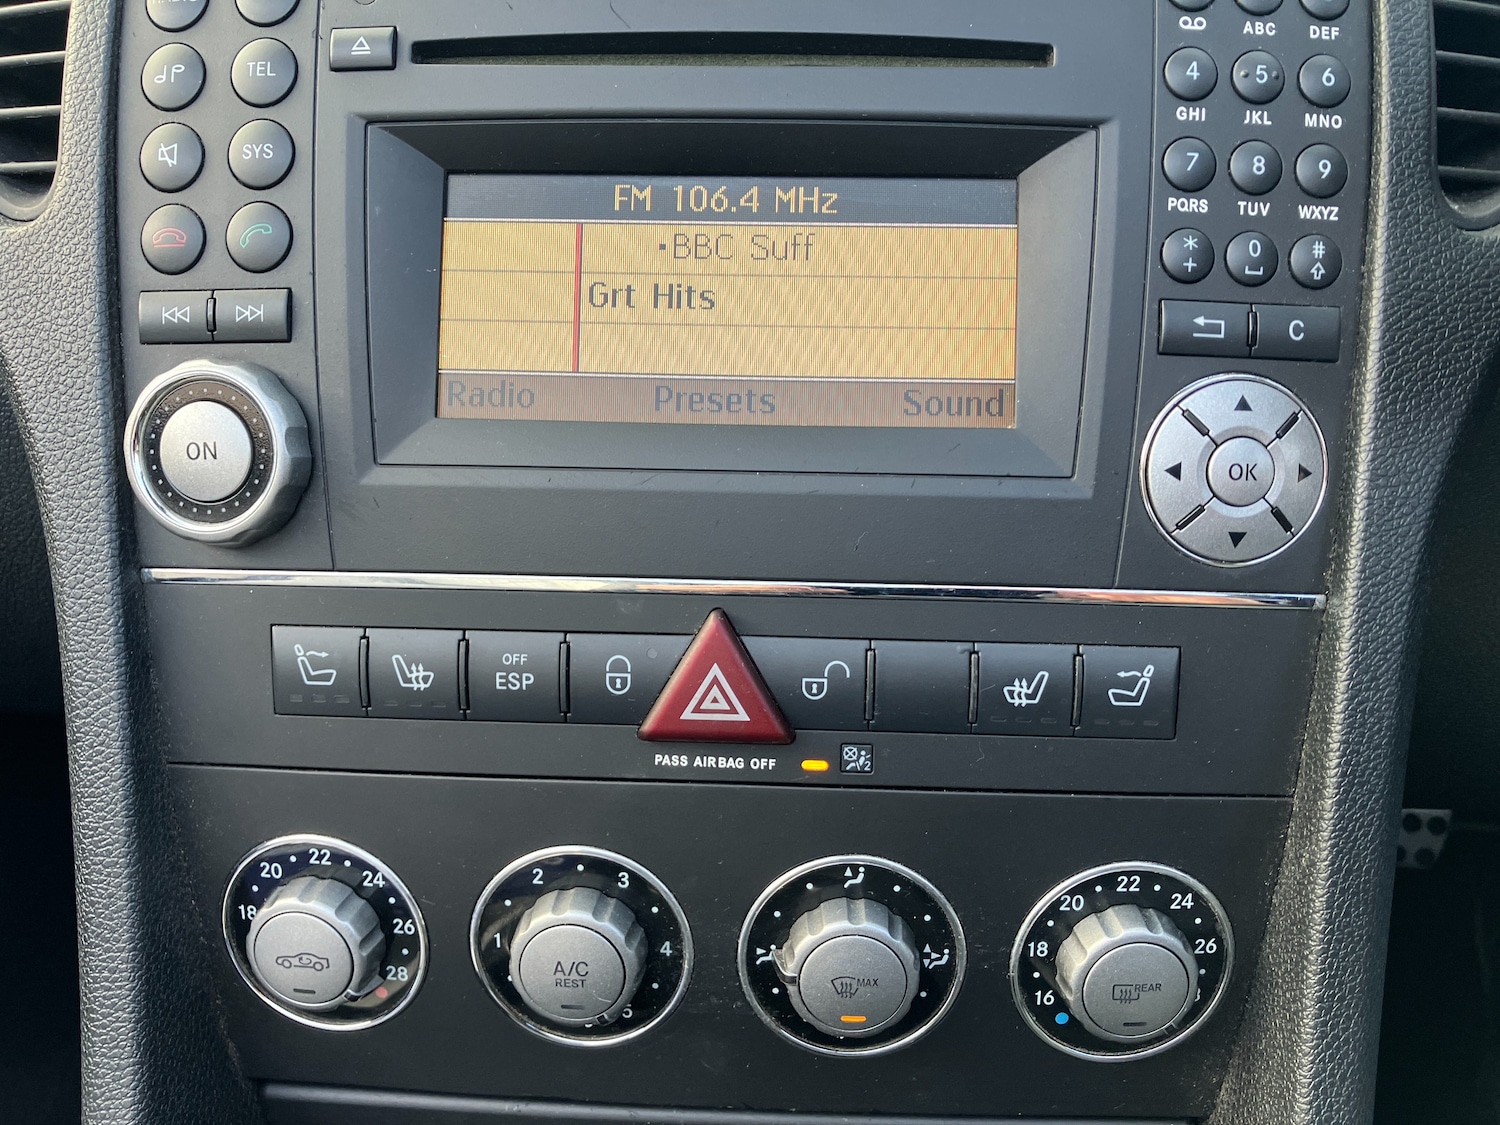 TEL
SYS
ON
ABC
DEF
4
5
6
GHI
JKL
MNO
7
8
9
PQRS
TUV
WXYZ
*
0
#
+
C
OK
FM 106.4 MHz
BBC Suff
Grt Hits
Radio Presets Sound
OFF
ESP
PASS AIRBAG OFF
2
18 20 22 24 26 28
1 2 3 4 5
A/C
REST
MAX
16 18 20 22 24 26
REAR